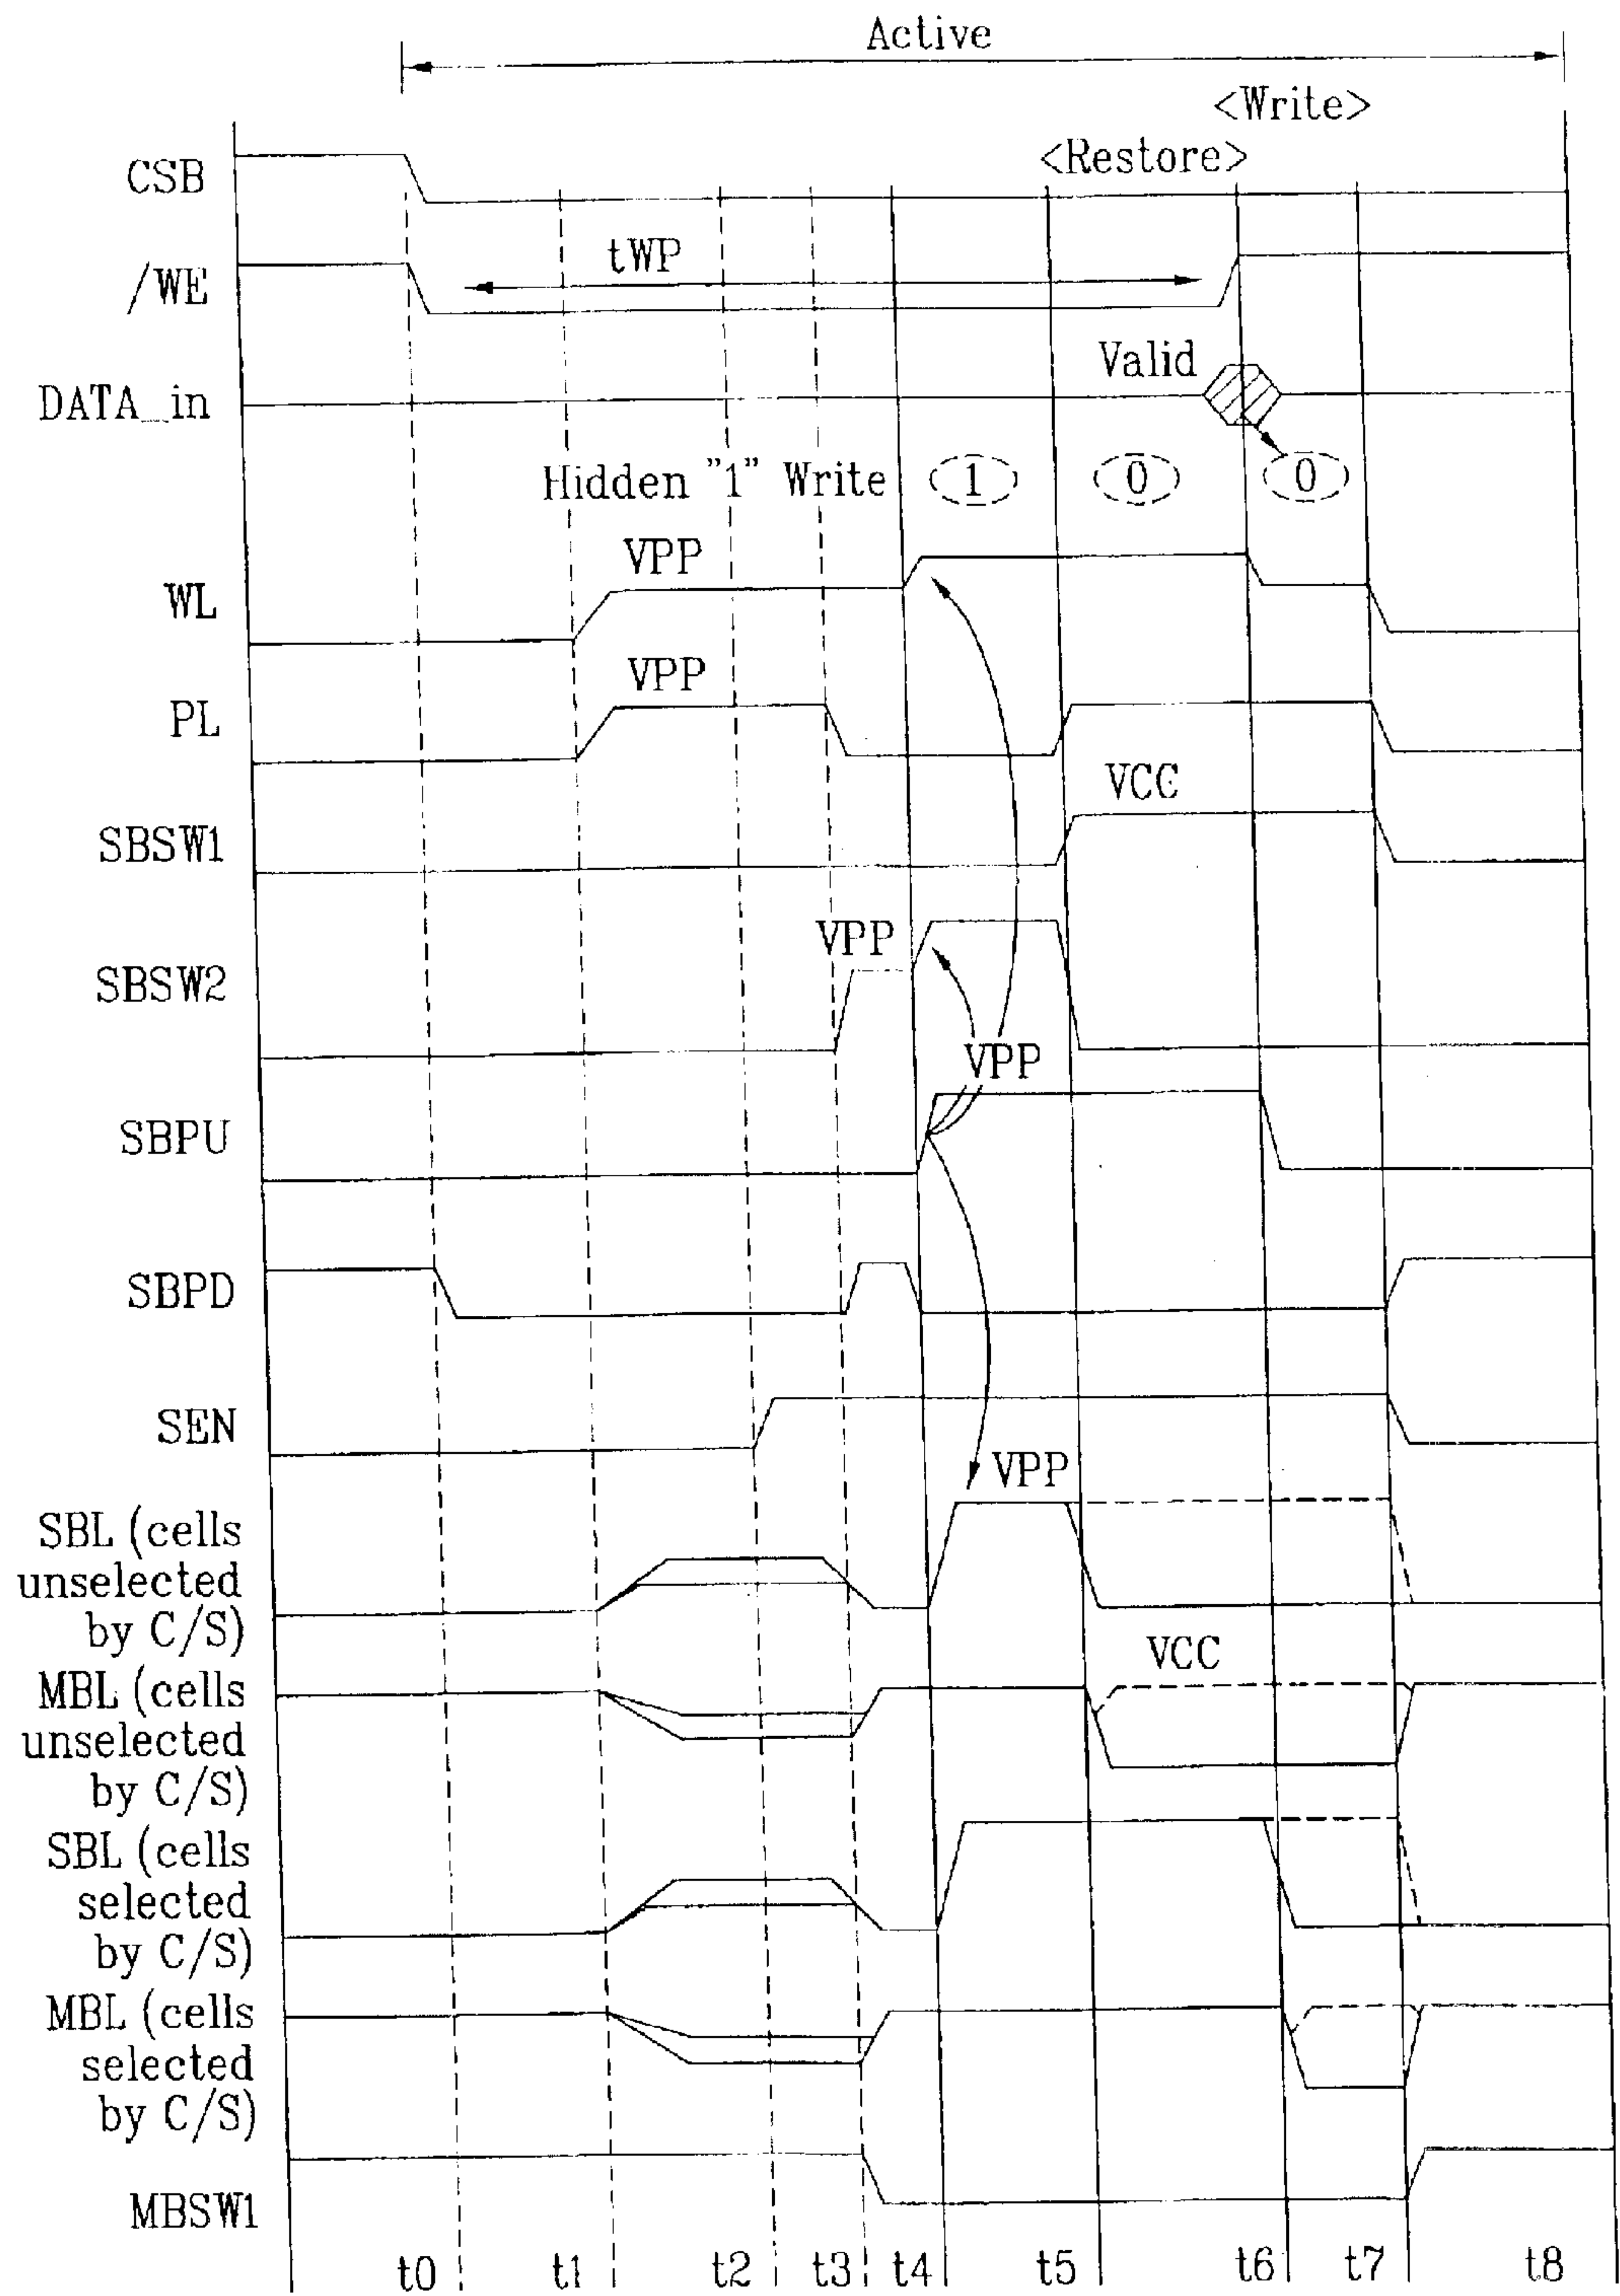 Active
<Write>
<Restore>
CSB
/WE
tWP
DATA_in
Valid
Hidden "1" Write
1
0
0
WL
VPP
PL
VPP
SBSW1
VCC
SBSW2
VPP
VPP
SBPU
SBPD
SEN
VPP
SBL (cells
unselected
by C/S)
VCC
MBL (cells
unselected
by C/S)
SBL (cells
selected
by C/S)
MBL (cells
selected
by C/S)
MBSW1
t0 t1 t2 t3 t4 t5 t6 t7 t8